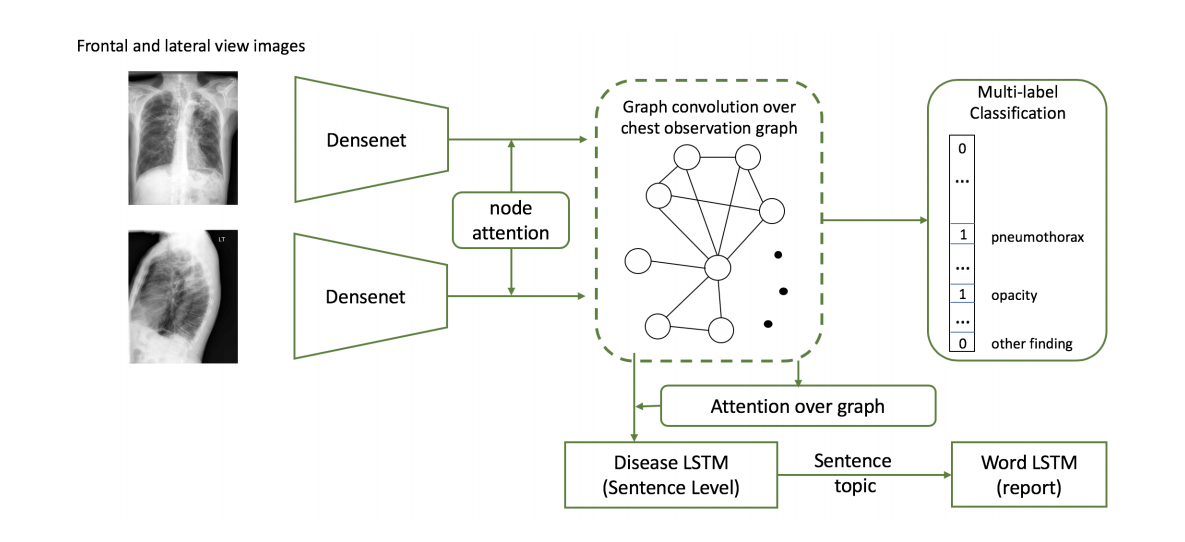 Frontal and lateral view images
LT
Densenet
Densenet
node
attention
Graph convolution over
chest observation graph
Multi-label
Classification
0
...
1 pneumothorax
...
1 opacity
...
0 other finding
Attention over graph
Disease LSTM
(Sentence Level)
Sentence
topic
Word LSTM
(report)